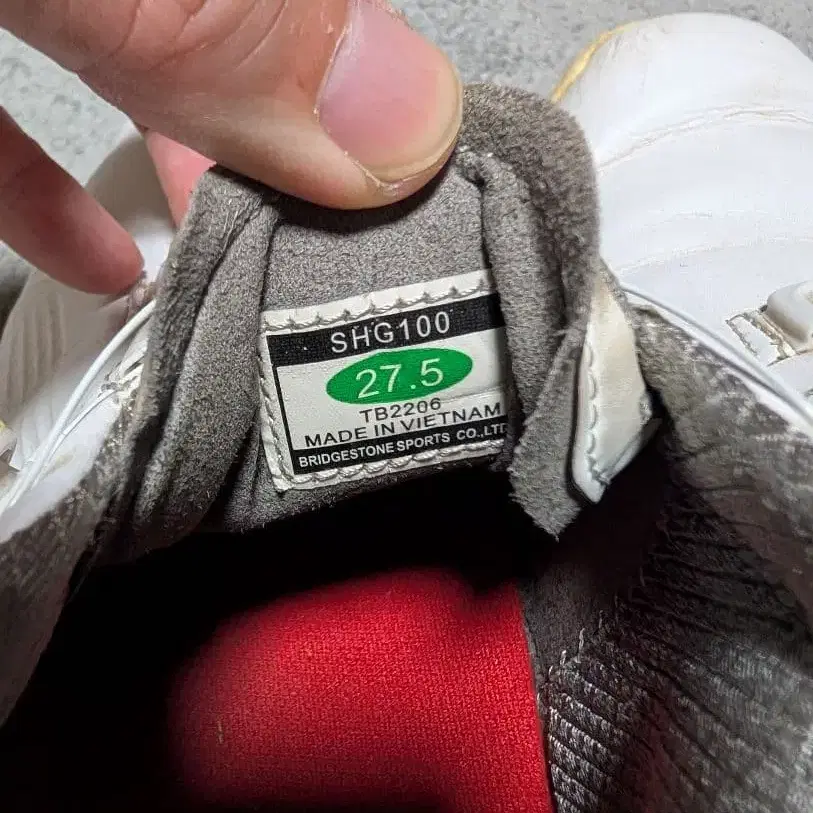 SHG100
27.5
TB2206
MADE IN VIETNAM
BRIDGESTONE SPORTS CO.,LTD